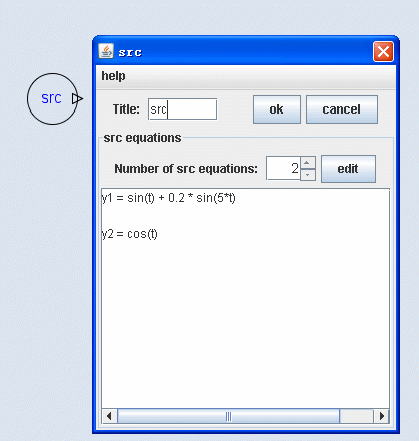 src
src
help
Title: src ok cancel
src equations
Number of src equations: 2 edit
y1 = sin(t) + 0.2 * sin(5*t)
y2 = cos(t)